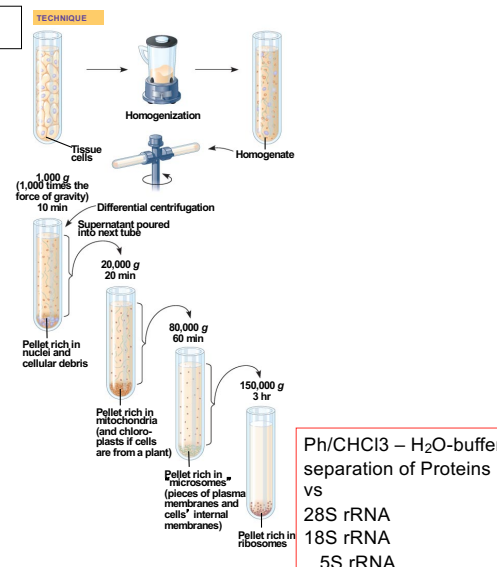 TECHNIQUE
Homogenization
Tissue
cells
Homogenate
1,000 g
(1,000 times the
force of gravity)
10 min
Differential centrifugation
Supernatant poured
into next tube
20,000 g
20 min
Pellet rich in
nuclei and
cellular debris
80,000 g
60 min
Pellet rich in
mitochondria
(and chloro-
plasts if cells
are from a plant)
150,000 g
3 hr
Pellet rich in
"microsomes"
(pieces of plasma
membranes and
cells' internal
membranes)
Pellet rich in
ribosomes
Ph/CHCl3 – H₂O-buffer
separation of Proteins
vs
28S rRNA
18S rRNA
5S rRNA